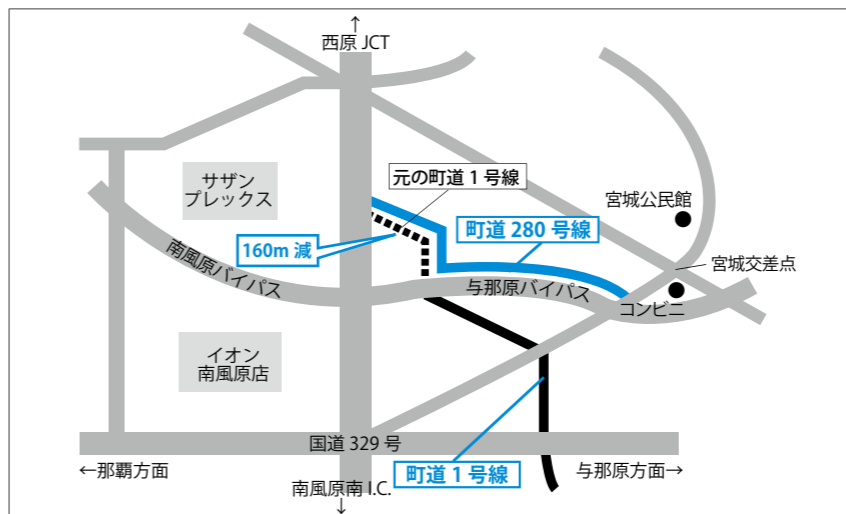 ↑
西原 JCT
サザン
プレックス
元の町道 1 号線
宮城公民館
160m 減
町道 280 号線
南風原バイパス
与那原バイパス
宮城交差点
コンビニ
イオン
南風原店
国道 329 号
←那覇方面
町道 1 号線
与那原方面→
南風原南 I.C.
↓